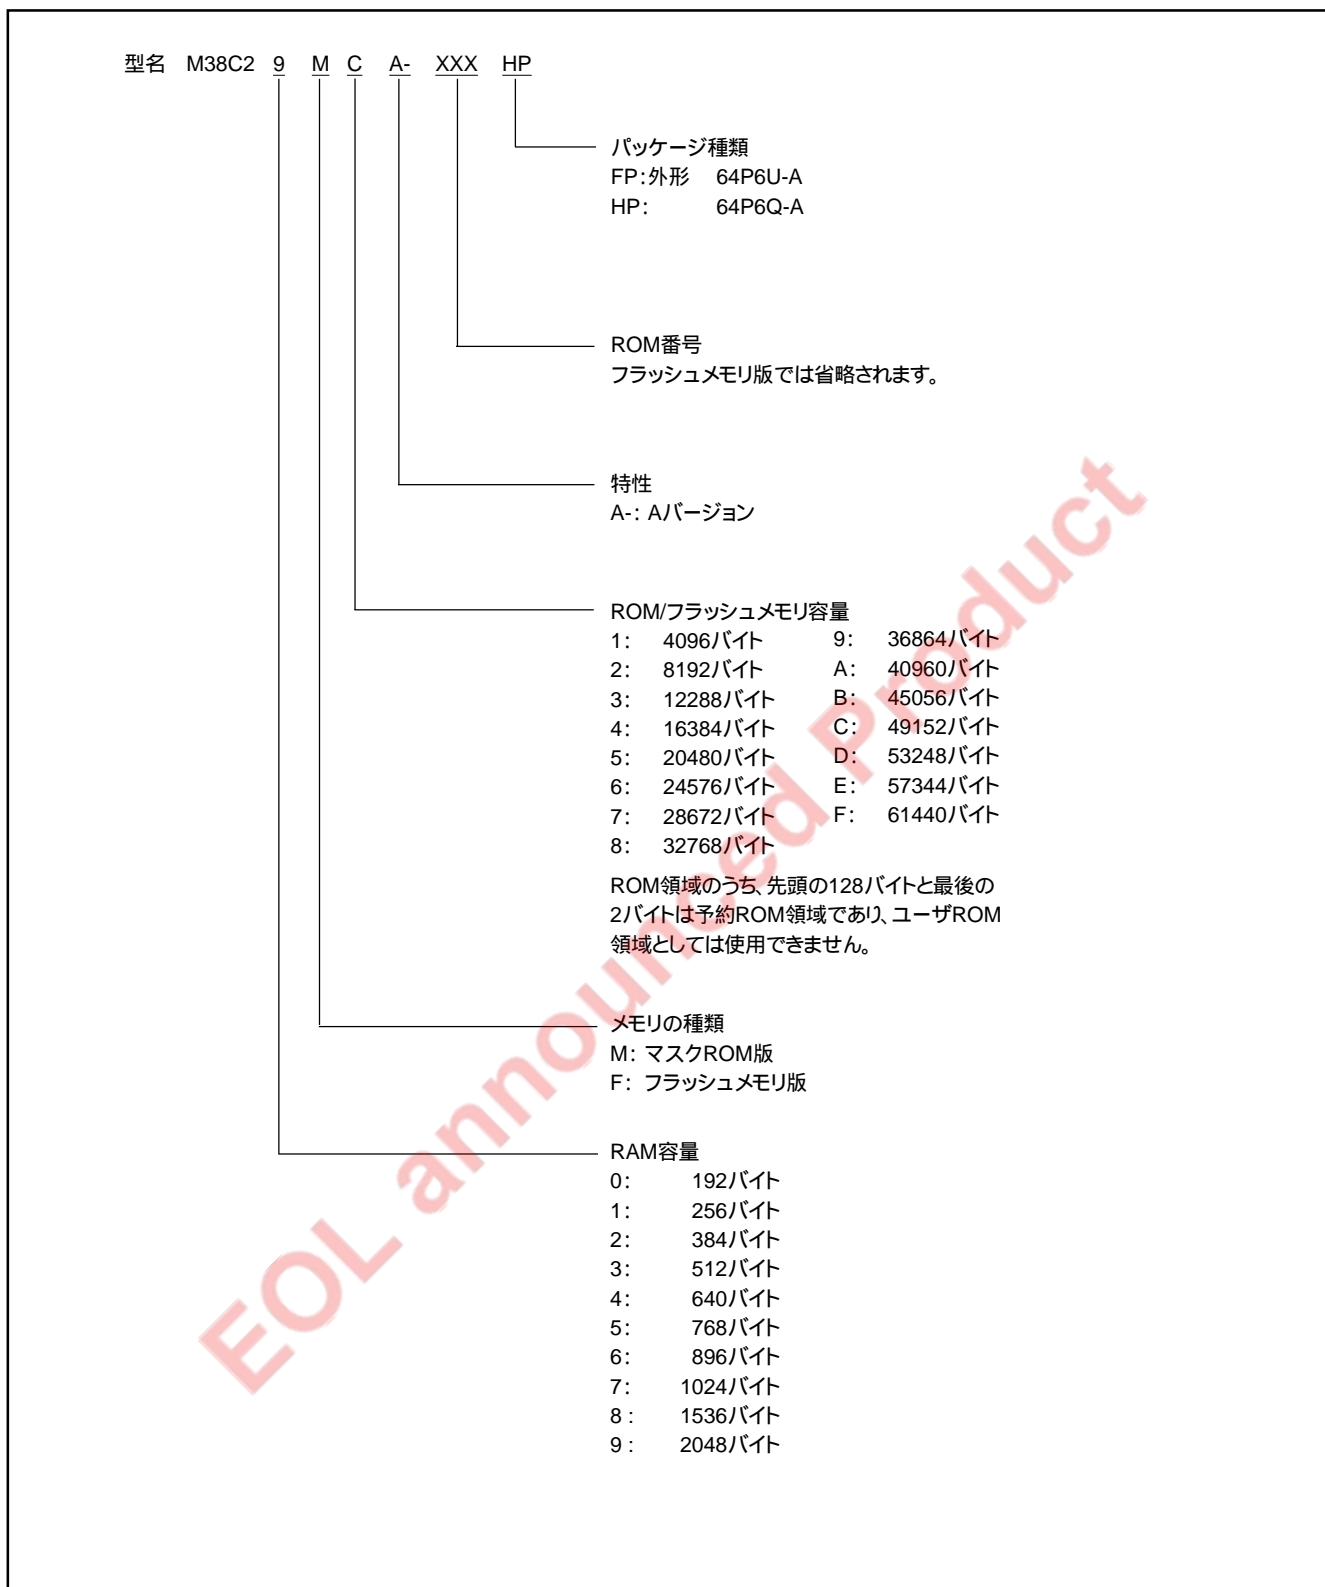 型名 M38C2 9 M C A- XXX HP
パッケージ種類
FP:外形 64P6U-A
HP: 64P6Q-A
ROM番号
フラッシュメモリ版では省略されます。
特性
A-: Aバージョン
ROM/フラッシュメモリ容量
1: 4096バイト 9: 36864バイト
2: 8192バイト A: 40960バイト
3: 12288バイト B: 45056バイト
4: 16384バイト C: 49152バイト
5: 20480バイト D: 53248バイト
6: 24576バイト E: 57344バイト
7: 28672バイト F: 61440バイト
8: 32768バイト
ROM領域のうち、先頭の128バイトと最後の
2バイトは予約ROM領域であり、ユーザROM
領域としては使用できません。
メモリの種類
M: マスクROM版
F: フラッシュメモリ版
RAM容量
0: 192バイト
1: 256バイト
2: 384バイト
3: 512バイト
4: 640バイト
5: 768バイト
6: 896バイト
7: 1024バイト
8 : 1536バイト
9 : 2048バイト
EOL announced Product